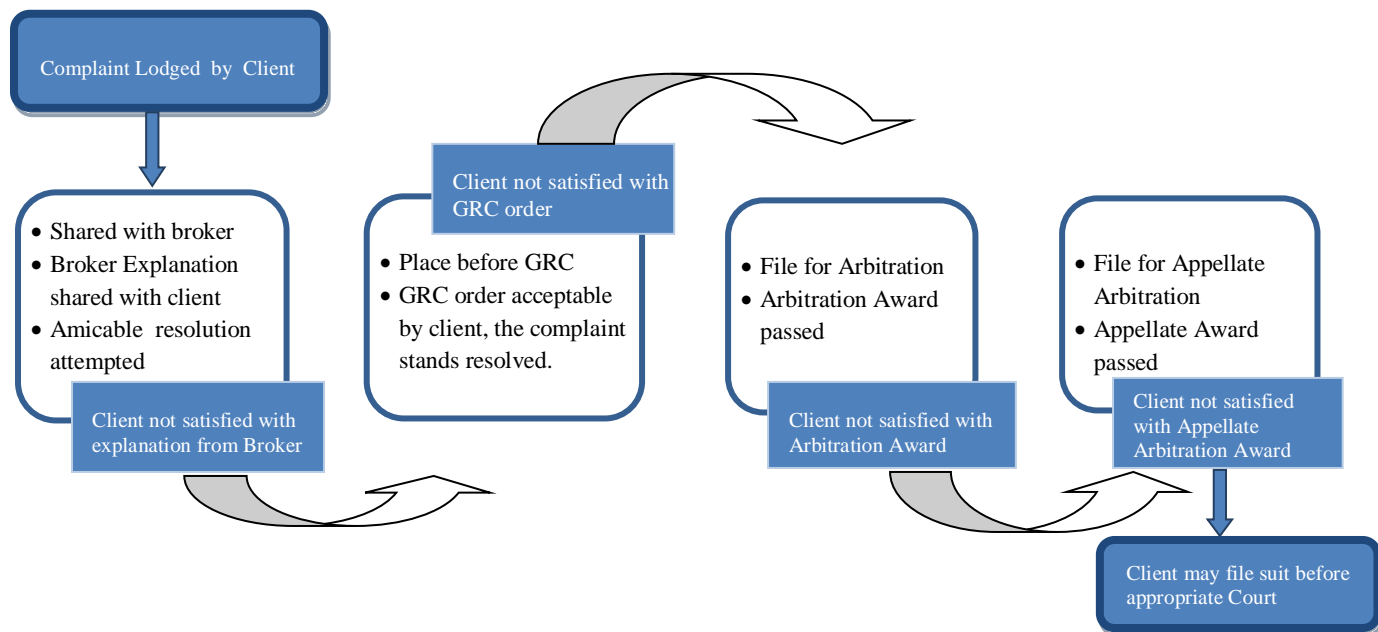 Complaint Lodged by Client
• Shared with broker
• Broker Explanation
shared with client
• Amicable resolution
attempted
Client not satisfied with
explanation from Broker
Client not satisfied with
GRC order
• Place before GRC
• GRC order acceptable
by client, the complaint
stands resolved.
• File for Arbitration
• Arbitration Award
passed
Client not satisfied with
Arbitration Award
• File for Appellate
Arbitration
• Appellate Award
passed
Client not satisfied
with Appellate
Arbitration Award
Client may file suit before
appropriate Court